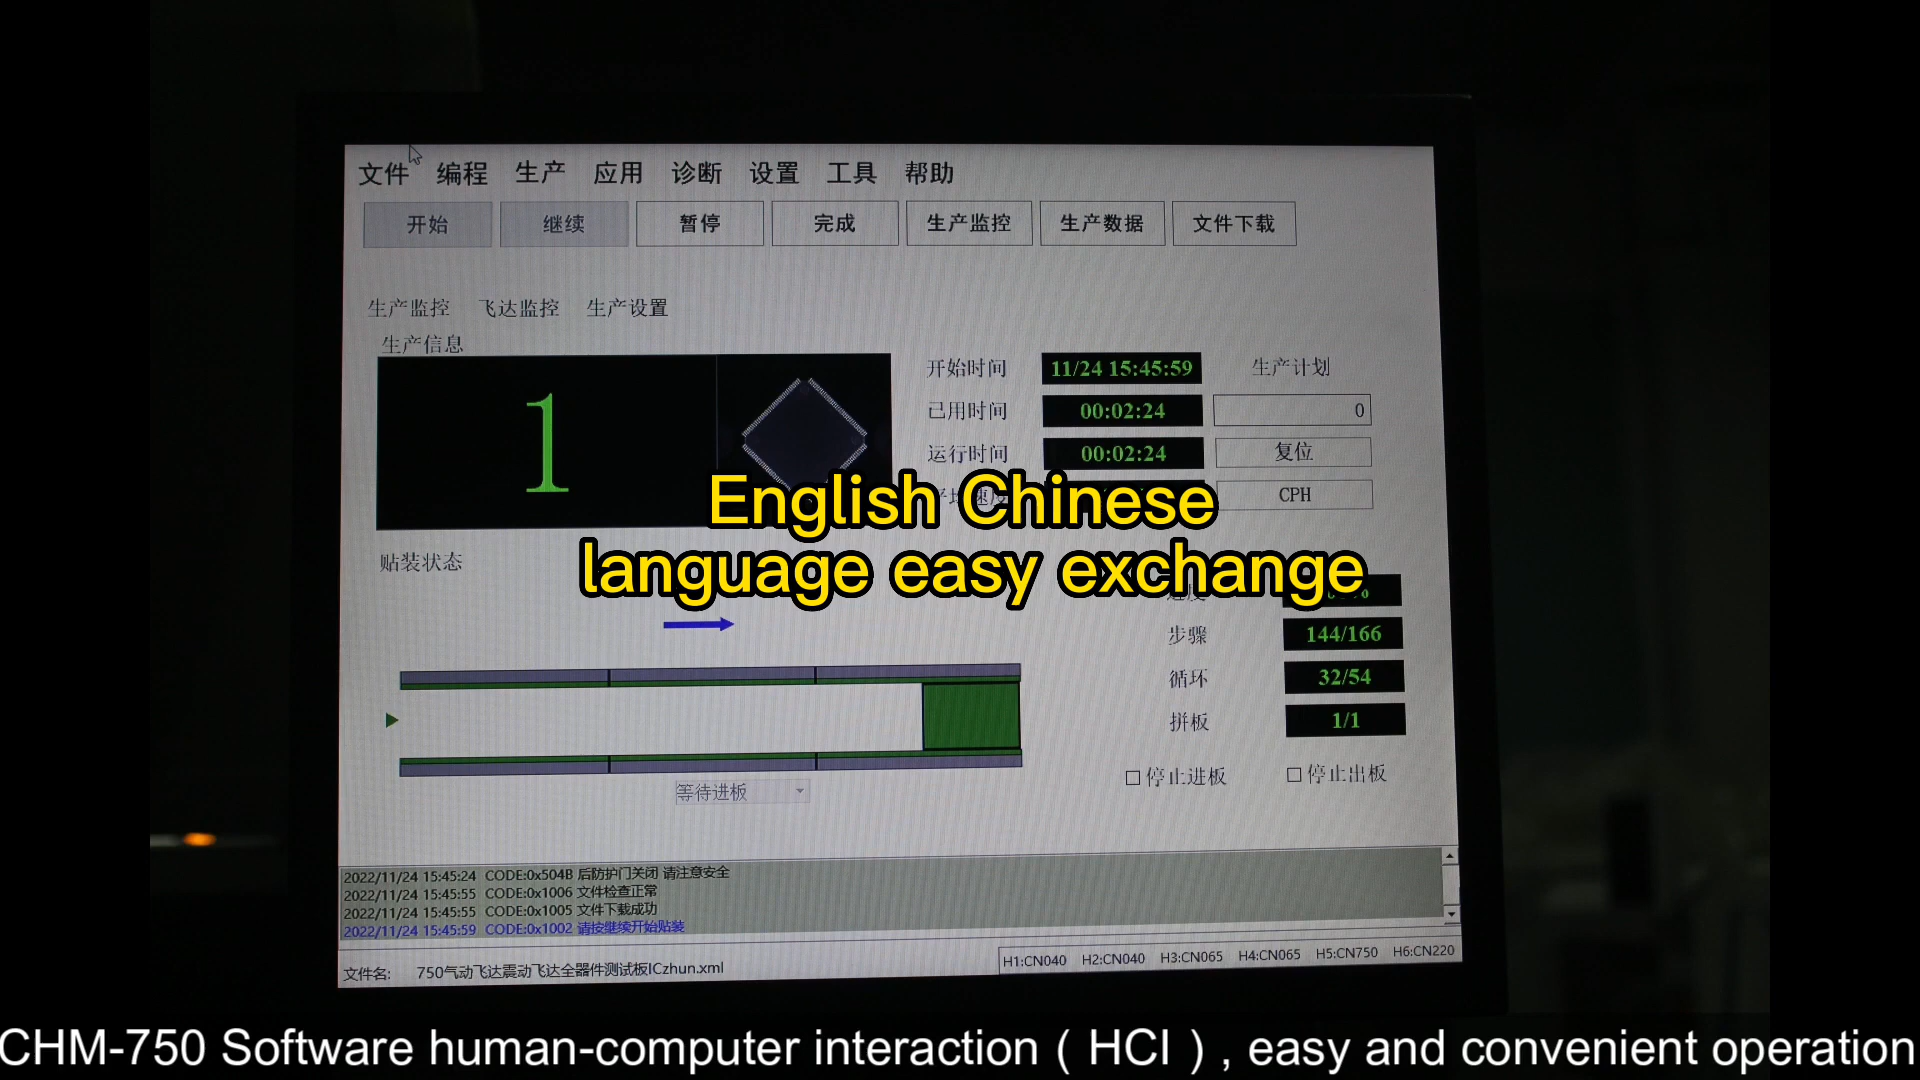 文件 编程 生产 应用 诊断 设置 工具 帮助
开始 继续 暂停 完成 生产监控 生产数据 文件下载
生产监控 飞达监控 生产设置
生产信息
1
开始时间 11/24 15:45:59 生产计划
已用时间 00:02:24 0
运行时间 00:02:24 复位
CPH
English Chinese
language easy exchange
贴装状态
步骤 144/166
循环 32/54
拼板 1/1
停止进板 停止出板
等待进板
2022/11/24 15:45:24 CODE:0x504B 后防护门关闭 请注意安全
2022/11/24 15:45:55 CODE:0x1006 文件检查正常
2022/11/24 15:45:55 CODE:0x1005 文件下载成功
2022/11/24 15:45:59 CODE:0x1002 请按继续开始贴装
文件名: 750气动飞达震动飞达全器件测试板ICzhun.xml
H1:CN040 H2:CN040 H3:CN065 H4:CN065 H5:CN750 H6:CN220
CHM-750 Software human-computer interaction ( HCI ) , easy and convenient operation